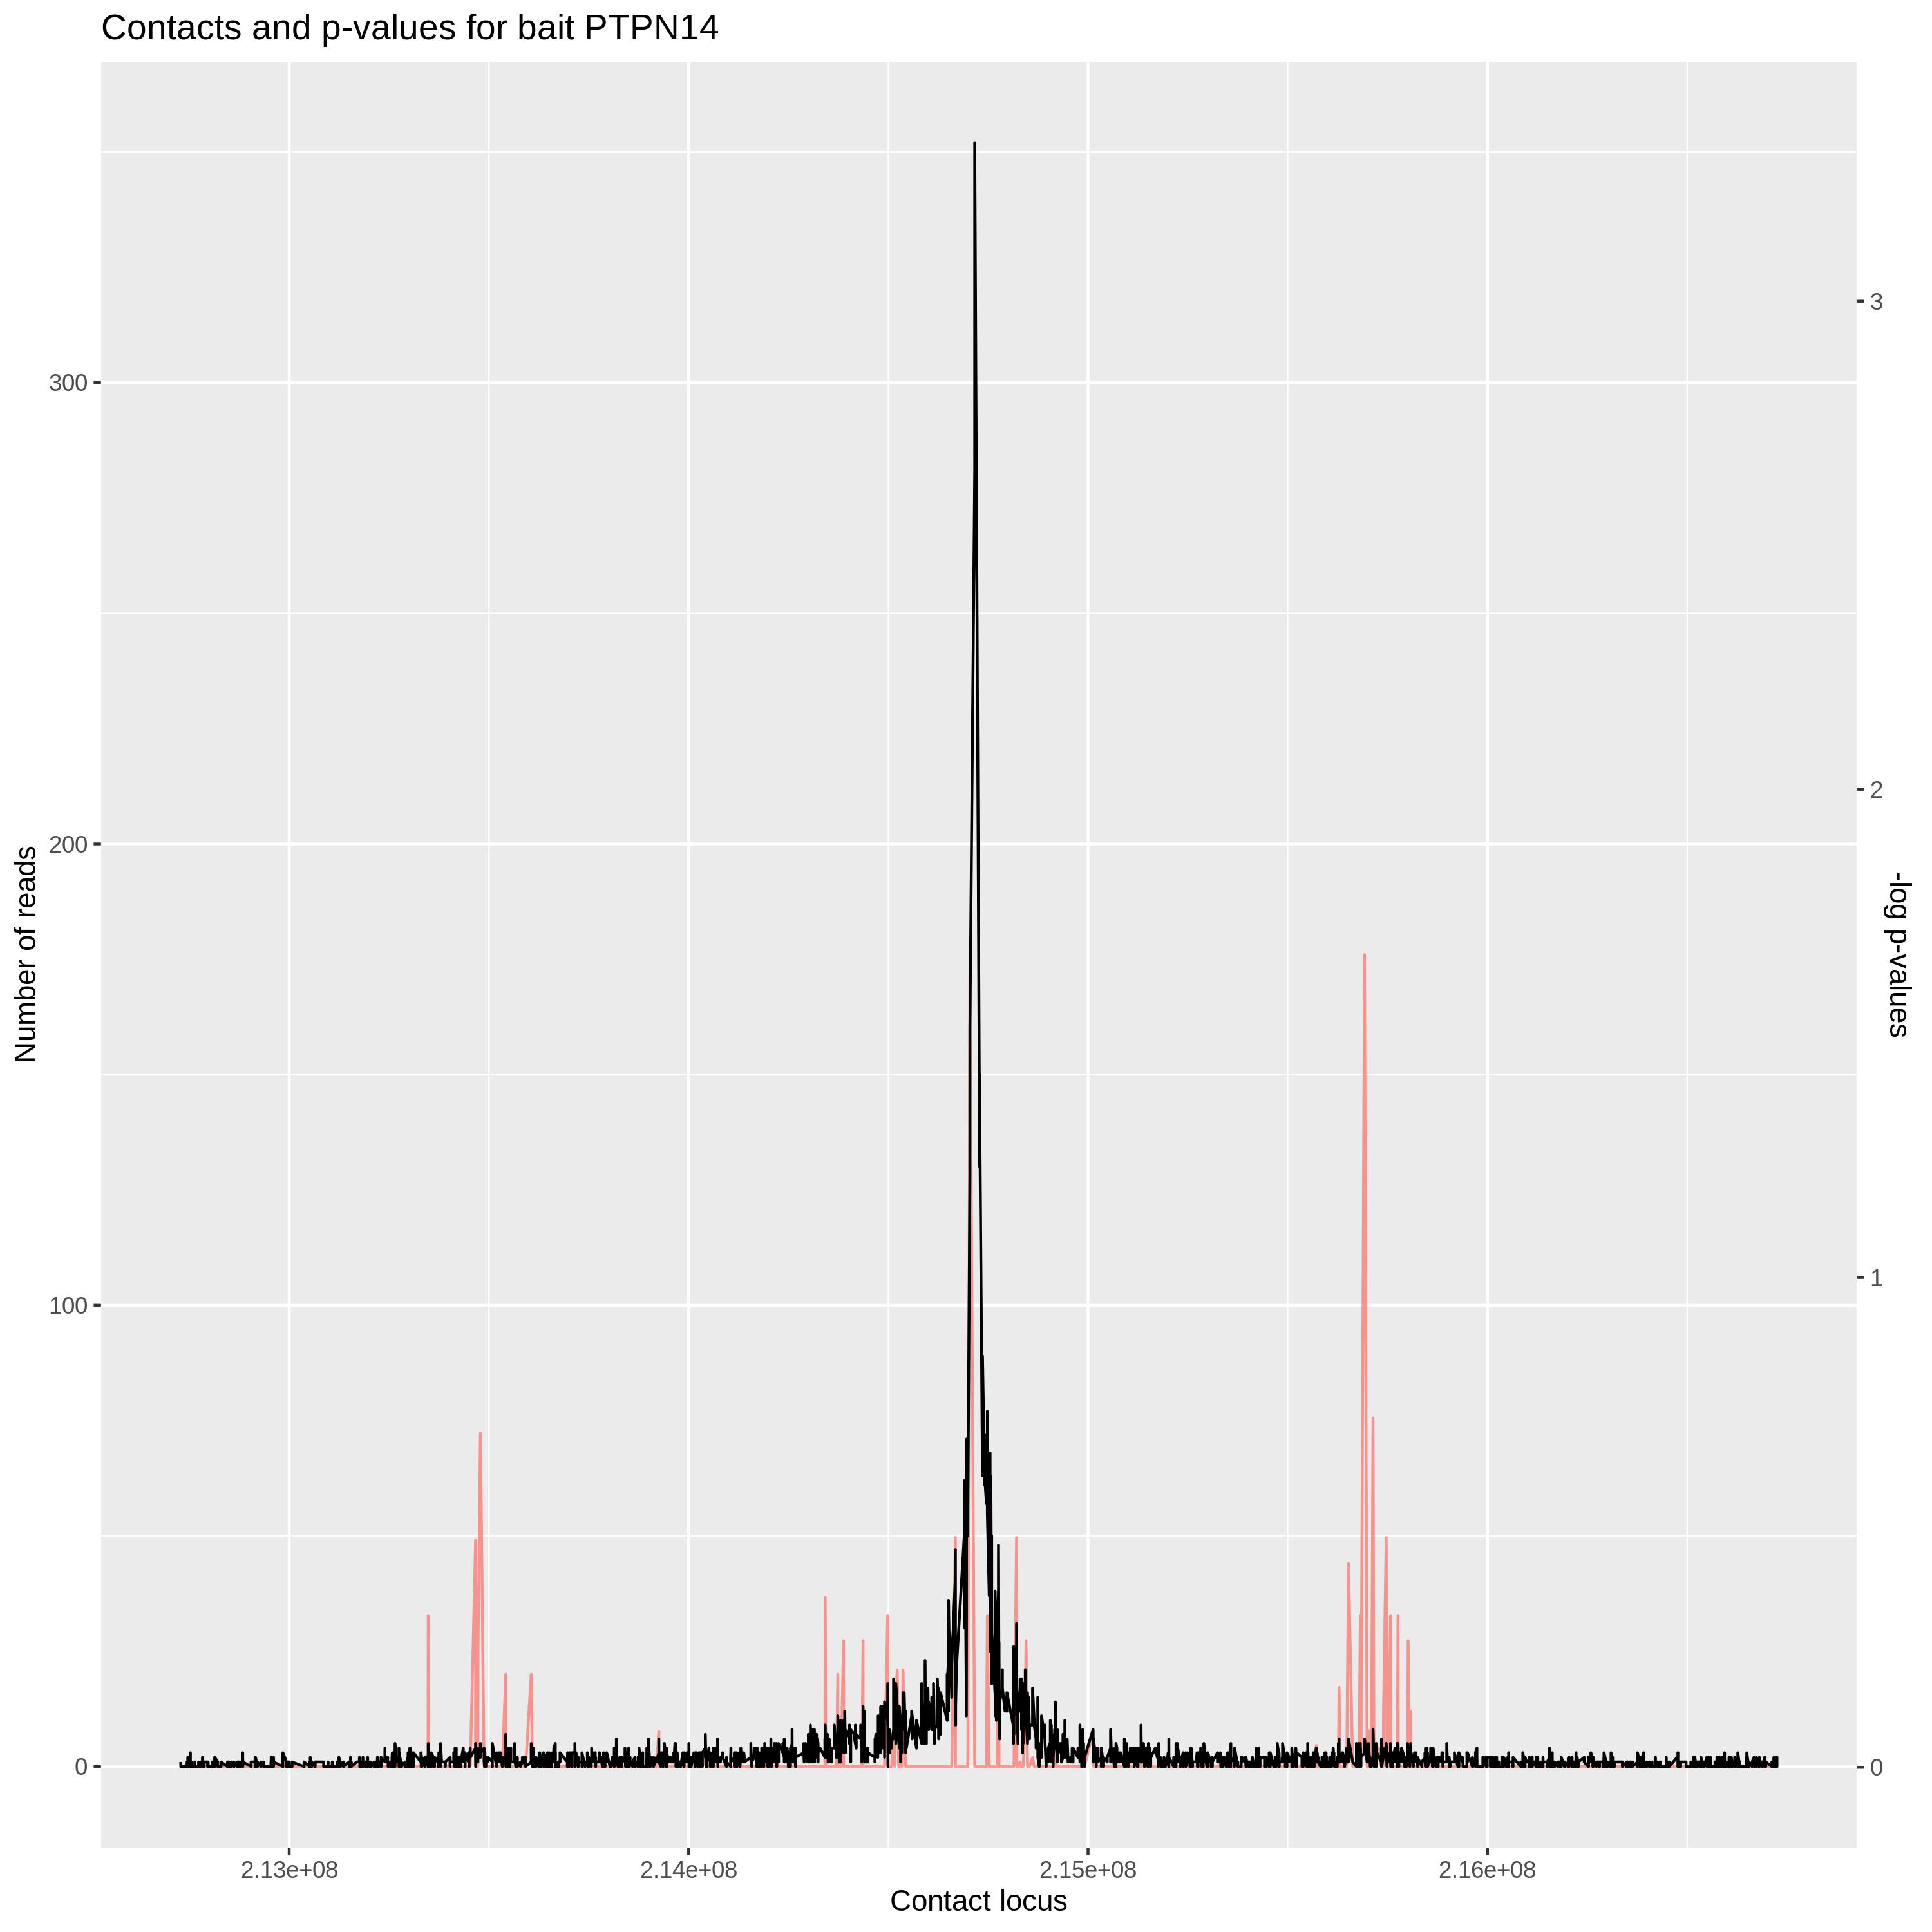 Contacts and p-values for bait PTPN14
300
200
100
0
Number of reads
3
2
1
0
-log p-values
2.13e+08
2.14e+08
2.15e+08
2.16e+08
Contact locus